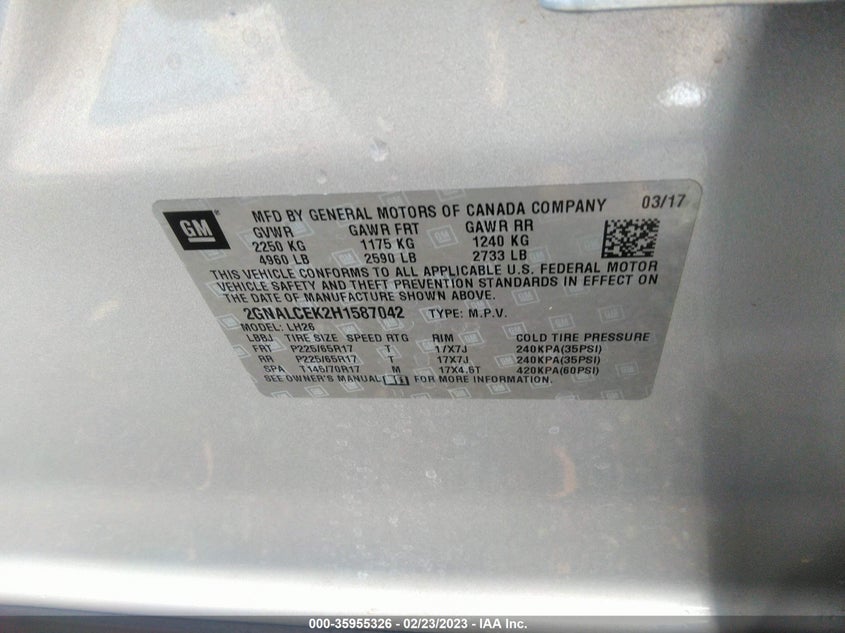 GM
MFD BY GENERAL MOTORS OF CANADA COMPANY 03/17
GVWR GAWR FRT GAWR RR
2250 KG 1175 KG 1240 KG
4960 LB 2590 LB 2733 LB
THIS VEHICLE CONFORMS TO ALL APPLICABLE U.S. FEDERAL MOTOR
VEHICLE SAFETY AND THEFT PREVENTION STANDARDS IN EFFECT ON
THE DATE OF MANUFACTURE SHOWN ABOVE.
2GNALCEK2H1587042 TYPE: M.P.V.
MODEL: LH26
LBBJ TIRE SIZE SPEED RTG RIM COLD TIRE PRESSURE
FRT P225/65R17 T 17X7J 240KPA(35PSI)
RR P225/65R17 T 17X7J 240KPA(35PSI)
SPA T145/70R17 M 17X4.5T 420KPA(60PSI)
SEE OWNER'S MANUAL FOR MORE INFORMATION.
000-35955326 - 02/23/2023 - IAA Inc.